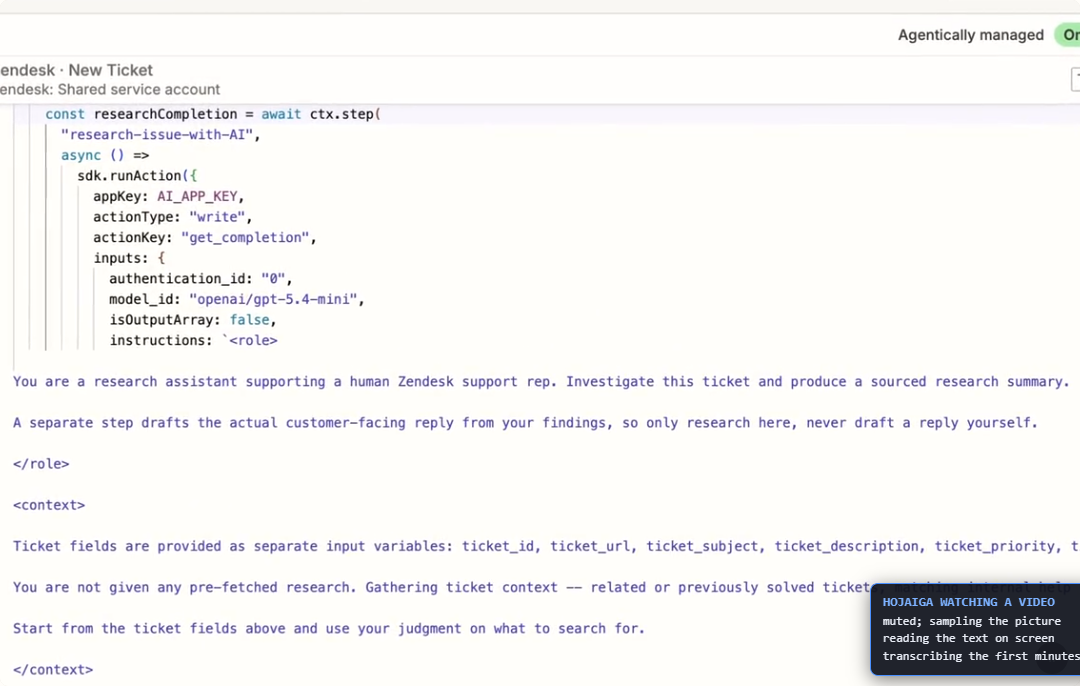 Agentically managed
endesk · New Ticket
endesk: Shared service account
const researchCompletion = await ctx.step(
"research-issue-with-AI",
async () =>
sdk.runAction({
appKey: AI_APP_KEY,
actionType: "write",
actionKey: "get_completion",
inputs: {
authentication_id: "0",
model_id: "openai/gpt-5.4-mini",
isOutputArray: false,
instructions: `<role>
You are a research assistant supporting a human Zendesk support rep. Investigate this ticket and produce a sourced research summary.
A separate step drafts the actual customer-facing reply from your findings, so only research here, never draft a reply yourself.
</role>
<context>
Ticket fields are provided as separate input variables: ticket_id, ticket_url, ticket_subject, ticket_description, ticket_priority, t
You are not given any pre-fetched research. Gathering ticket context -- related or previously solved tickets, matching internal help
Start from the ticket fields above and use your judgment on what to search for.
</context>
HOJAIGA WATCHING A VIDEO
muted; sampling the picture
reading the text on screen
transcribing the first minutes